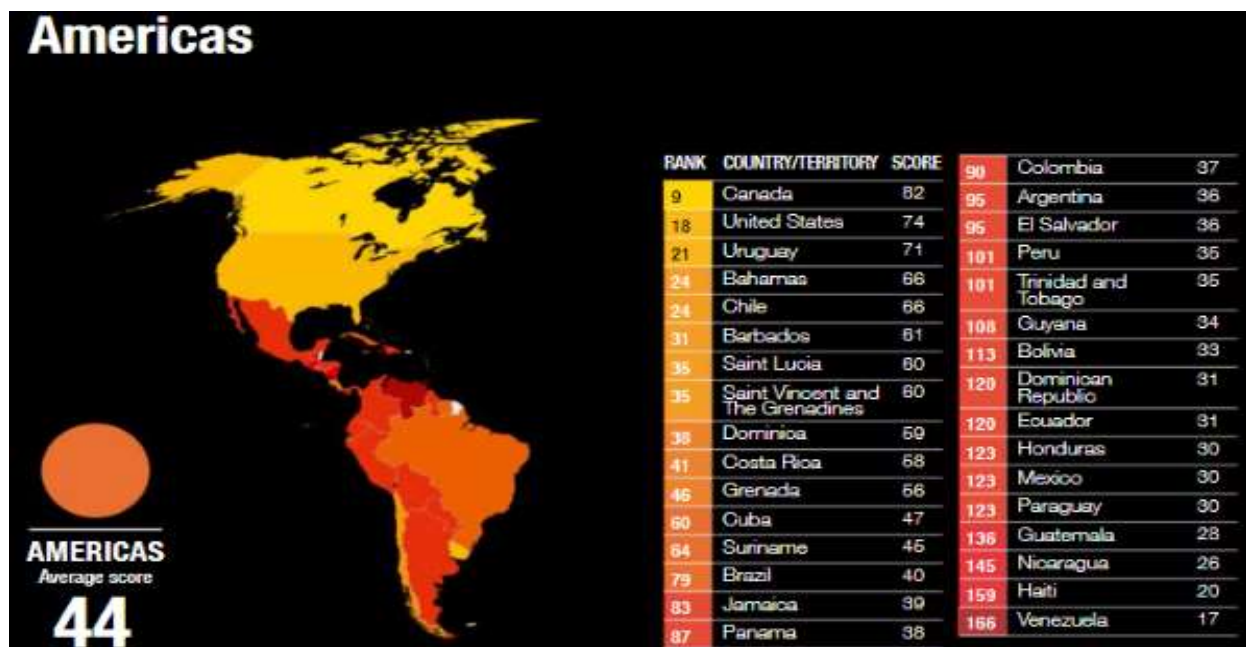 Americas
RANK COUNTRY/TERRITORY SCORE
9 Canada 82
18 United States 74
21 Uruguay 71
24 Bahamas 66
24 Chile 66
31 Barbados 61
35 Saint Lucia 60
35 Saint Vincent and 60
The Grenadines
38 Dominica 59
41 Costa Rica 58
46 Grenada 56
60 Cuba 47
64 Suriname 45
79 Brazil 40
83 Jamaica 39
87 Panama 38
90 Colombia 37
95 Argentina 36
95 El Salvador 36
101 Peru 35
101 Trinidad and 35
Tobago
108 Guyana 34
113 Bolivia 33
120 Dominican 31
Republic
120 Ecuador 31
123 Honduras 30
123 Mexico 30
123 Paraguay 30
136 Guatemala 28
145 Nicaragua 26
159 Haiti 20
166 Venezuela 17
AMERICAS
Average score
44